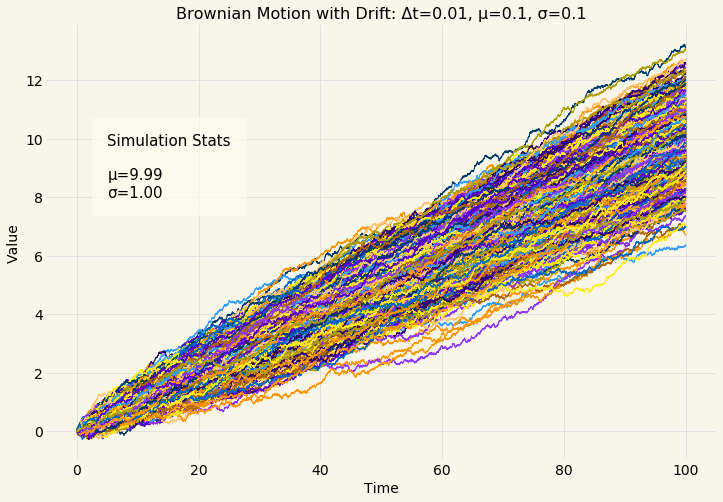 Brownian Motion with Drift: Δt=0.01, μ=0.1, σ=0.1
12
10
8
6
4
2
0
Value
Simulation Stats
μ=9.99
σ=1.00
0 20 40 60 80 100
Time